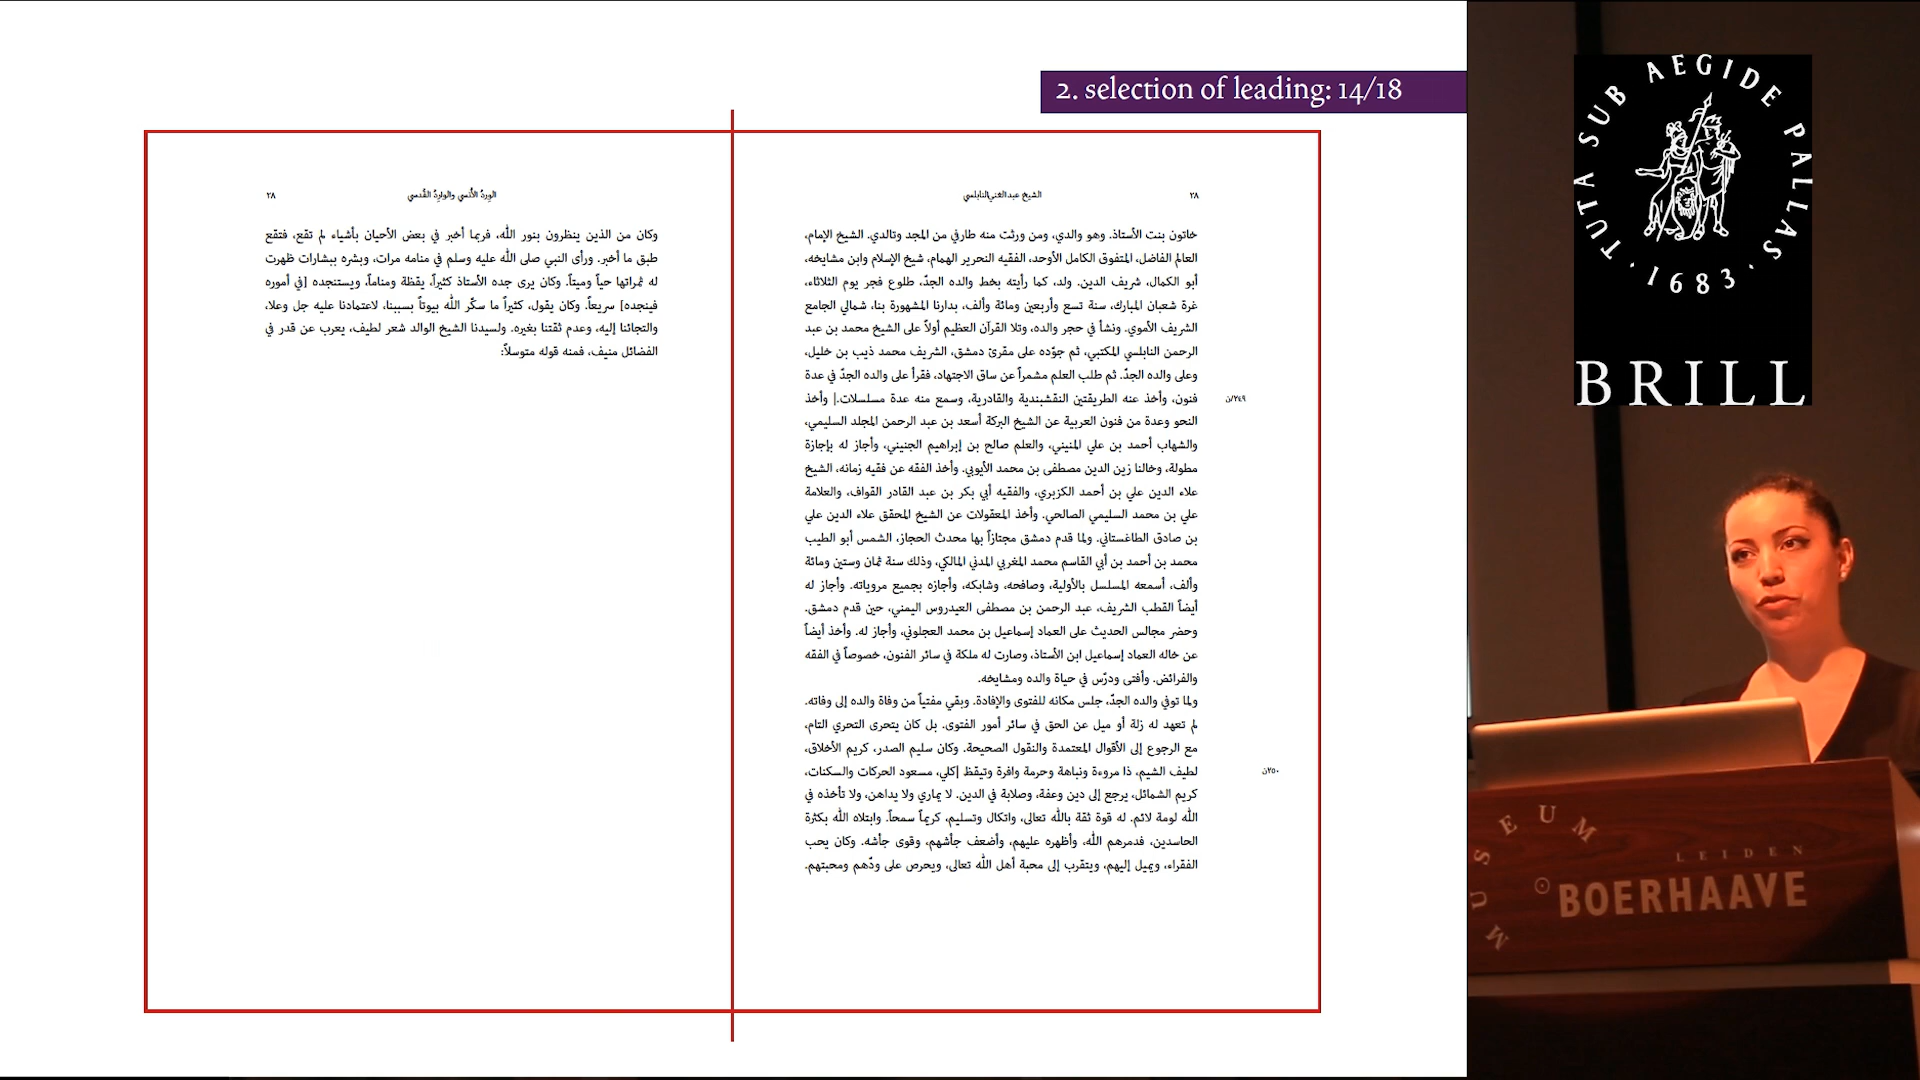 2. selection of leading: 14/18
٢٨
الشيخ عبدالغني النابلسي
خاتون بنت الأستاذ. وهو والدي، ومن ورثت منه طارفي من المجد وتالدي. الشيخ الإمام،
العالم الفاضل، المتفوق الكامل الأوحد، الفقيه النحرير الهمام، شيخ الإسلام وابن مشايخه،
أبو الكمال، شريف الدين. ولد، كما رأيته بخط والده الجدّ، طلوع فجر يوم الثلاثاء،
غرة شعبان المبارك، سنة تسع وأربعين ومائة وألف، بدارنا المشهورة بنا، شمالي الجامع
الشريف الأموي. ونشأ في حجر والده، وتلا القرآن العظيم أولاً على الشيخ محمد بن عبد
الرحمن النابلسي المكتبي، ثم جوّده على مقرئ دمشق، الشريف محمد ذيب بن خليل،
وعلى والده الجدّ. ثم طلب العلم مشمراً عن ساق الاجتهاد، فقرأ على والده الجدّ في عدة
فنون، وأخذ عنه الطريقتين النقشبندية والقادرية، وسمع منه عدة مسلسلات.| وأخذ
٢٤٩/ن
النحو وعدة من فنون العربية عن الشيخ البركة أسعد بن عبد الرحمن المجلد السليمي،
والشهاب أحمد بن علي المنيني، والعلم صالح بن إبراهيم الجنيني، وأجاز له بإجازة
مطولة، وخالنا زين الدين مصطفى بن محمد الأيوبي. وأخذ الفقه عن فقيه زمانه، الشيخ
علاء الدين علي بن أحمد الكزبري، والفقيه أبي بكر بن عبد القادر القواف، والعلامة
علي بن محمد السليمي الصالحي. وأخذ المعقولات عن الشيخ المحقق علاء الدين علي
بن صادق الطاغستاني. ولما قدم دمشق مجتازاً بها محدث الحجاز، الشمس أبو الطيب
محمد بن أحمد بن أبي القاسم محمد المغربي المدني المالكي، وذلك سنة ثمان وستين ومائة
وألف، أسمعه المسلسل بالأولية، وصافحه، وشابكه، وأجازه بجميع مروياته. وأجاز له
أيضاً القطب الشريف، عبد الرحمن بن مصطفى العيدروس اليمني، حين قدم دمشق.
وحضر مجالس الحديث على العماد إسماعيل بن محمد العجلوني، وأجاز له. وأخذ أيضاً
عن خاله العماد إسماعيل ابن الأستاذ، وصارت له ملكة في سائر الفنون، خصوصاً في الفقه
والفرائض. وأفتى ودرّس في حياة والده ومشايخه.
ولما توفي والده الجدّ، جلس مكانه للفتوى والإفادة. وبقي مفتياً من وفاة والده إلى وفاته.
لم تعهد له زلة أو ميل عن الحق في سائر أمور الفتوى. بل كان يتحرى التحري التام،
مع الرجوع إلى الأقوال المعتمدة والنقول الصحيحة. وكان سليم الصدر، كريم الأخلاق،
لطيف الشيم، ذا مروءة ونباهة وحرمة وافرة وتيقظ |كلي، مسعود الحركات والسكنات،
٢٥٠ن
كريم الشمائل، يرجع إلى دين وعفة، وصلابة في الدين. لا يماري ولا يداهن، ولا تأخذه في
الله لومة لائم. له قوة ثقة بالله تعالى، واتكال وتسليم، كريماً سمحاً. وابتلاه الله بكثرة
الحاسدين، فدمرهم الله، وأظهره عليهم، وأضعف جأشهم، وقوى جأشه. وكان يحب
الفقراء، ويميل إليهم، ويتقرب إلى محبة أهل الله تعالى، ويحرص على ودّهم ومحبتهم.
الوِردُ الأُنسي والوارِدُ القُدسي
٢٨
وكان من الذين ينظرون بنور الله، فربما أخبر في بعض الأحيان بأشياء لم تقع، فتقع
طبق ما أخبر. ورأى النبي صلى الله عليه وسلم في منامه مرات، وبشره ببشارات ظهرت
له ثمراتها حياً وميتاً. وكان يرى جده الأستاذ كثيراً، يقظة ومناماً، ويستنجده [في أموره
فينجده] سريعاً. وكان يقول، كثيراً ما سكّر الله بيوتاً بسببنا، لاعتمادنا عليه جل وعلا،
والتجائنا إليه، وعدم ثقتنا بغيره. ولسيدنا الشيخ الوالد شعر لطيف، يعرب عن قدر في
الفضائل منيف، فمنه قوله متوسلاً:
TUTA SUB AEGIDE PALLAS · 1683 ·
BRILL
MUSEUM
LEIDEN
BOERHAAVE